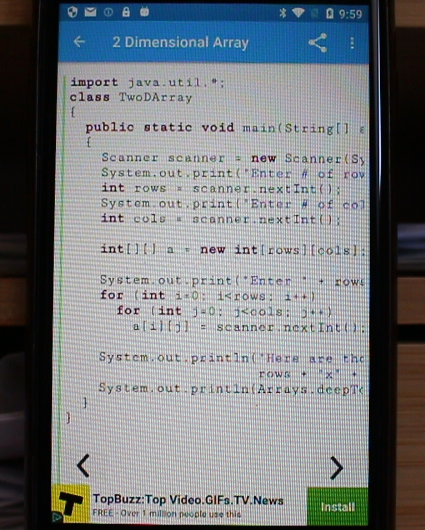 9:59
2 Dimensional Array
import java.util.*;
class TwoDArray
{
public static void main(String[]
{
Scanner scanner = new Scanner(Sy
System.out.print("Enter # of row
int rows = scanner.nextInt();
System.out.print("Enter # of col
int cols = scanner.nextInt();
int[][] a = new int[rows][cols];
System.out.print("Enter " + rows
for (int i=0; i<rows; i++)
for (int j=0; j<cols; j++)
a[i][j] = scanner.nextInt();
System.out.println("Here are the
rows + "x" +
System.out.println(Arrays.deepTo
}
}
TopBuzz:Top Video.GIFs.TV.News
FREE - Over 1 million people use this
Install